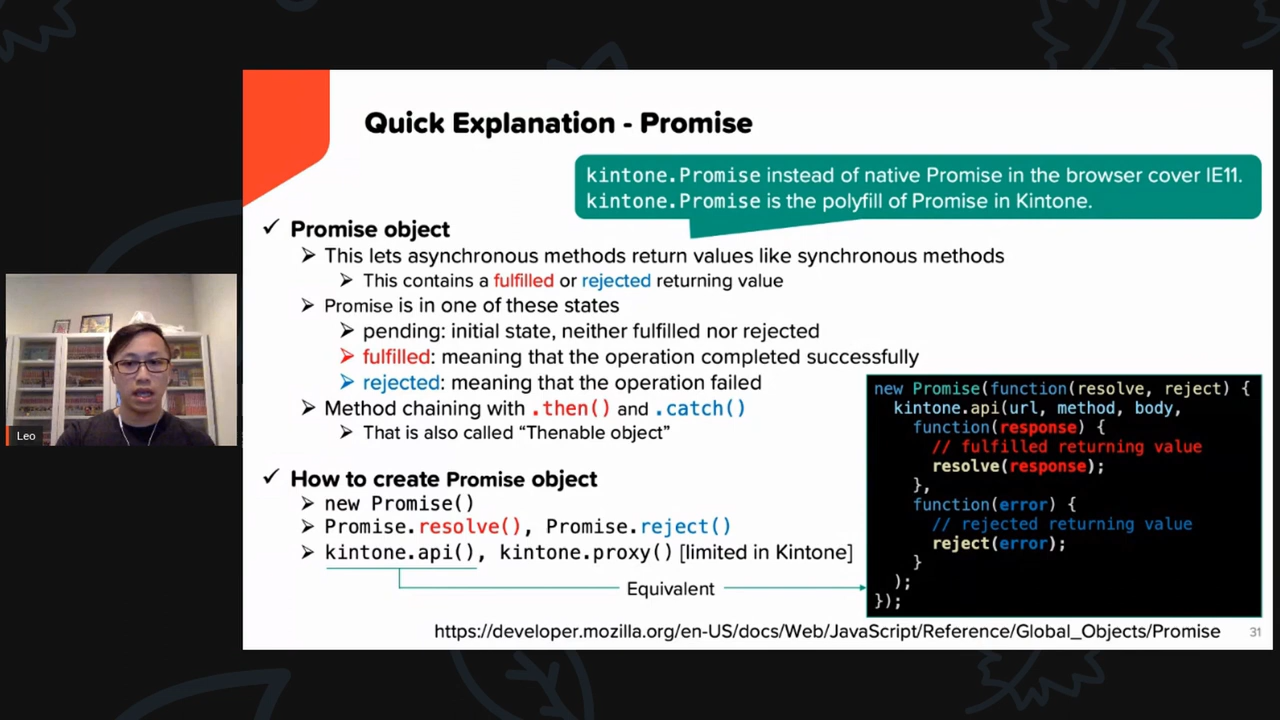 Quick Explanation - Promise
kintone.Promise instead of native Promise in the browser cover IE11.
kintone.Promise is the polyfill of Promise in Kintone.
✓ Promise object
➤ This lets asynchronous methods return values like synchronous methods
➤ This contains a fulfilled or rejected returning value
➤ Promise is in one of these states
➤ pending: initial state, neither fulfilled nor rejected
➤ fulfilled: meaning that the operation completed successfully
➤ rejected: meaning that the operation failed
➤ Method chaining with .then() and .catch()
➤ That is also called “Thenable object”
✓ How to create Promise object
➤ new Promise()
➤ Promise.resolve(), Promise.reject()
➤ kintone.api(), kintone.proxy() [limited in Kintone]
Equivalent
new Promise(function(resolve, reject) {
kintone.api(url, method, body,
function(response) {
// fulfilled returning value
resolve(response);
},
function(error) {
// rejected returning value
reject(error);
}
);
});
https://developer.mozilla.org/en-US/docs/Web/JavaScript/Reference/Global_Objects/Promise
31
Leo